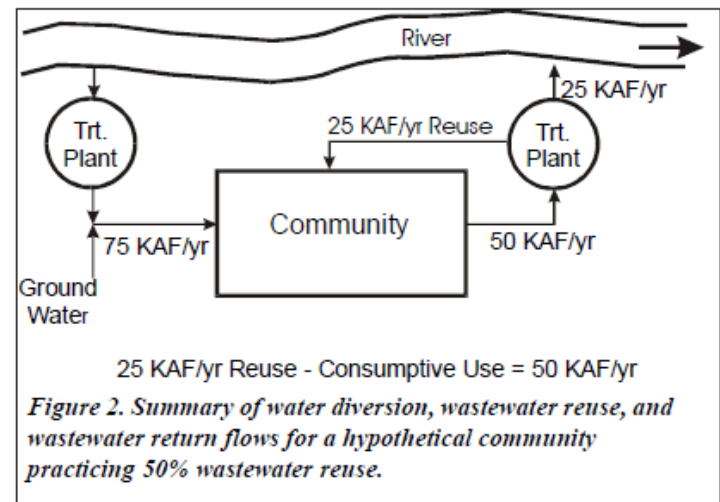 River
25 KAF/yr
Trt.
Plant
25 KAF/yr Reuse
Trt.
Plant
Community
75 KAF/yr
50 KAF/yr
Ground
Water
25 KAF/yr Reuse - Consumptive Use = 50 KAF/yr
Figure 2. Summary of water diversion, wastewater reuse, and
wastewater return flows for a hypothetical community
practicing 50% wastewater reuse.